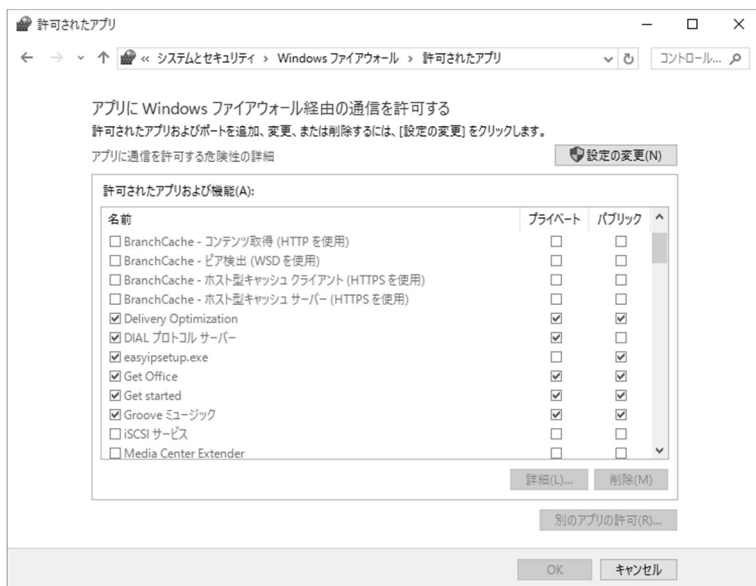 許可されたアプリ
« システムとセキュリティ › Windows ファイアウォール › 許可されたアプリ コントロール...
アプリに Windows ファイアウォール経由の通信を許可する
許可されたアプリおよびポートを追加、変更、または削除するには、[設定の変更] をクリックします。
アプリに通信を許可する危険性の詳細 設定の変更(N)
許可されたアプリおよび機能(A):
名前 プライベート パブリック
BranchCache - コンテンツ取得 (HTTP を使用)
BranchCache - ピア検出 (WSD を使用)
BranchCache - ホスト型キャッシュ クライアント (HTTPS を使用)
BranchCache - ホスト型キャッシュ サーバー (HTTPS を使用)
Delivery Optimization
DIAL プロトコル サーバー
easyipsetup.exe
Get Office
Get started
Groove ミュージック
iSCSI サービス
Media Center Extender
詳細(L)... 削除(M)
別のアプリの許可(R)...
OK キャンセル